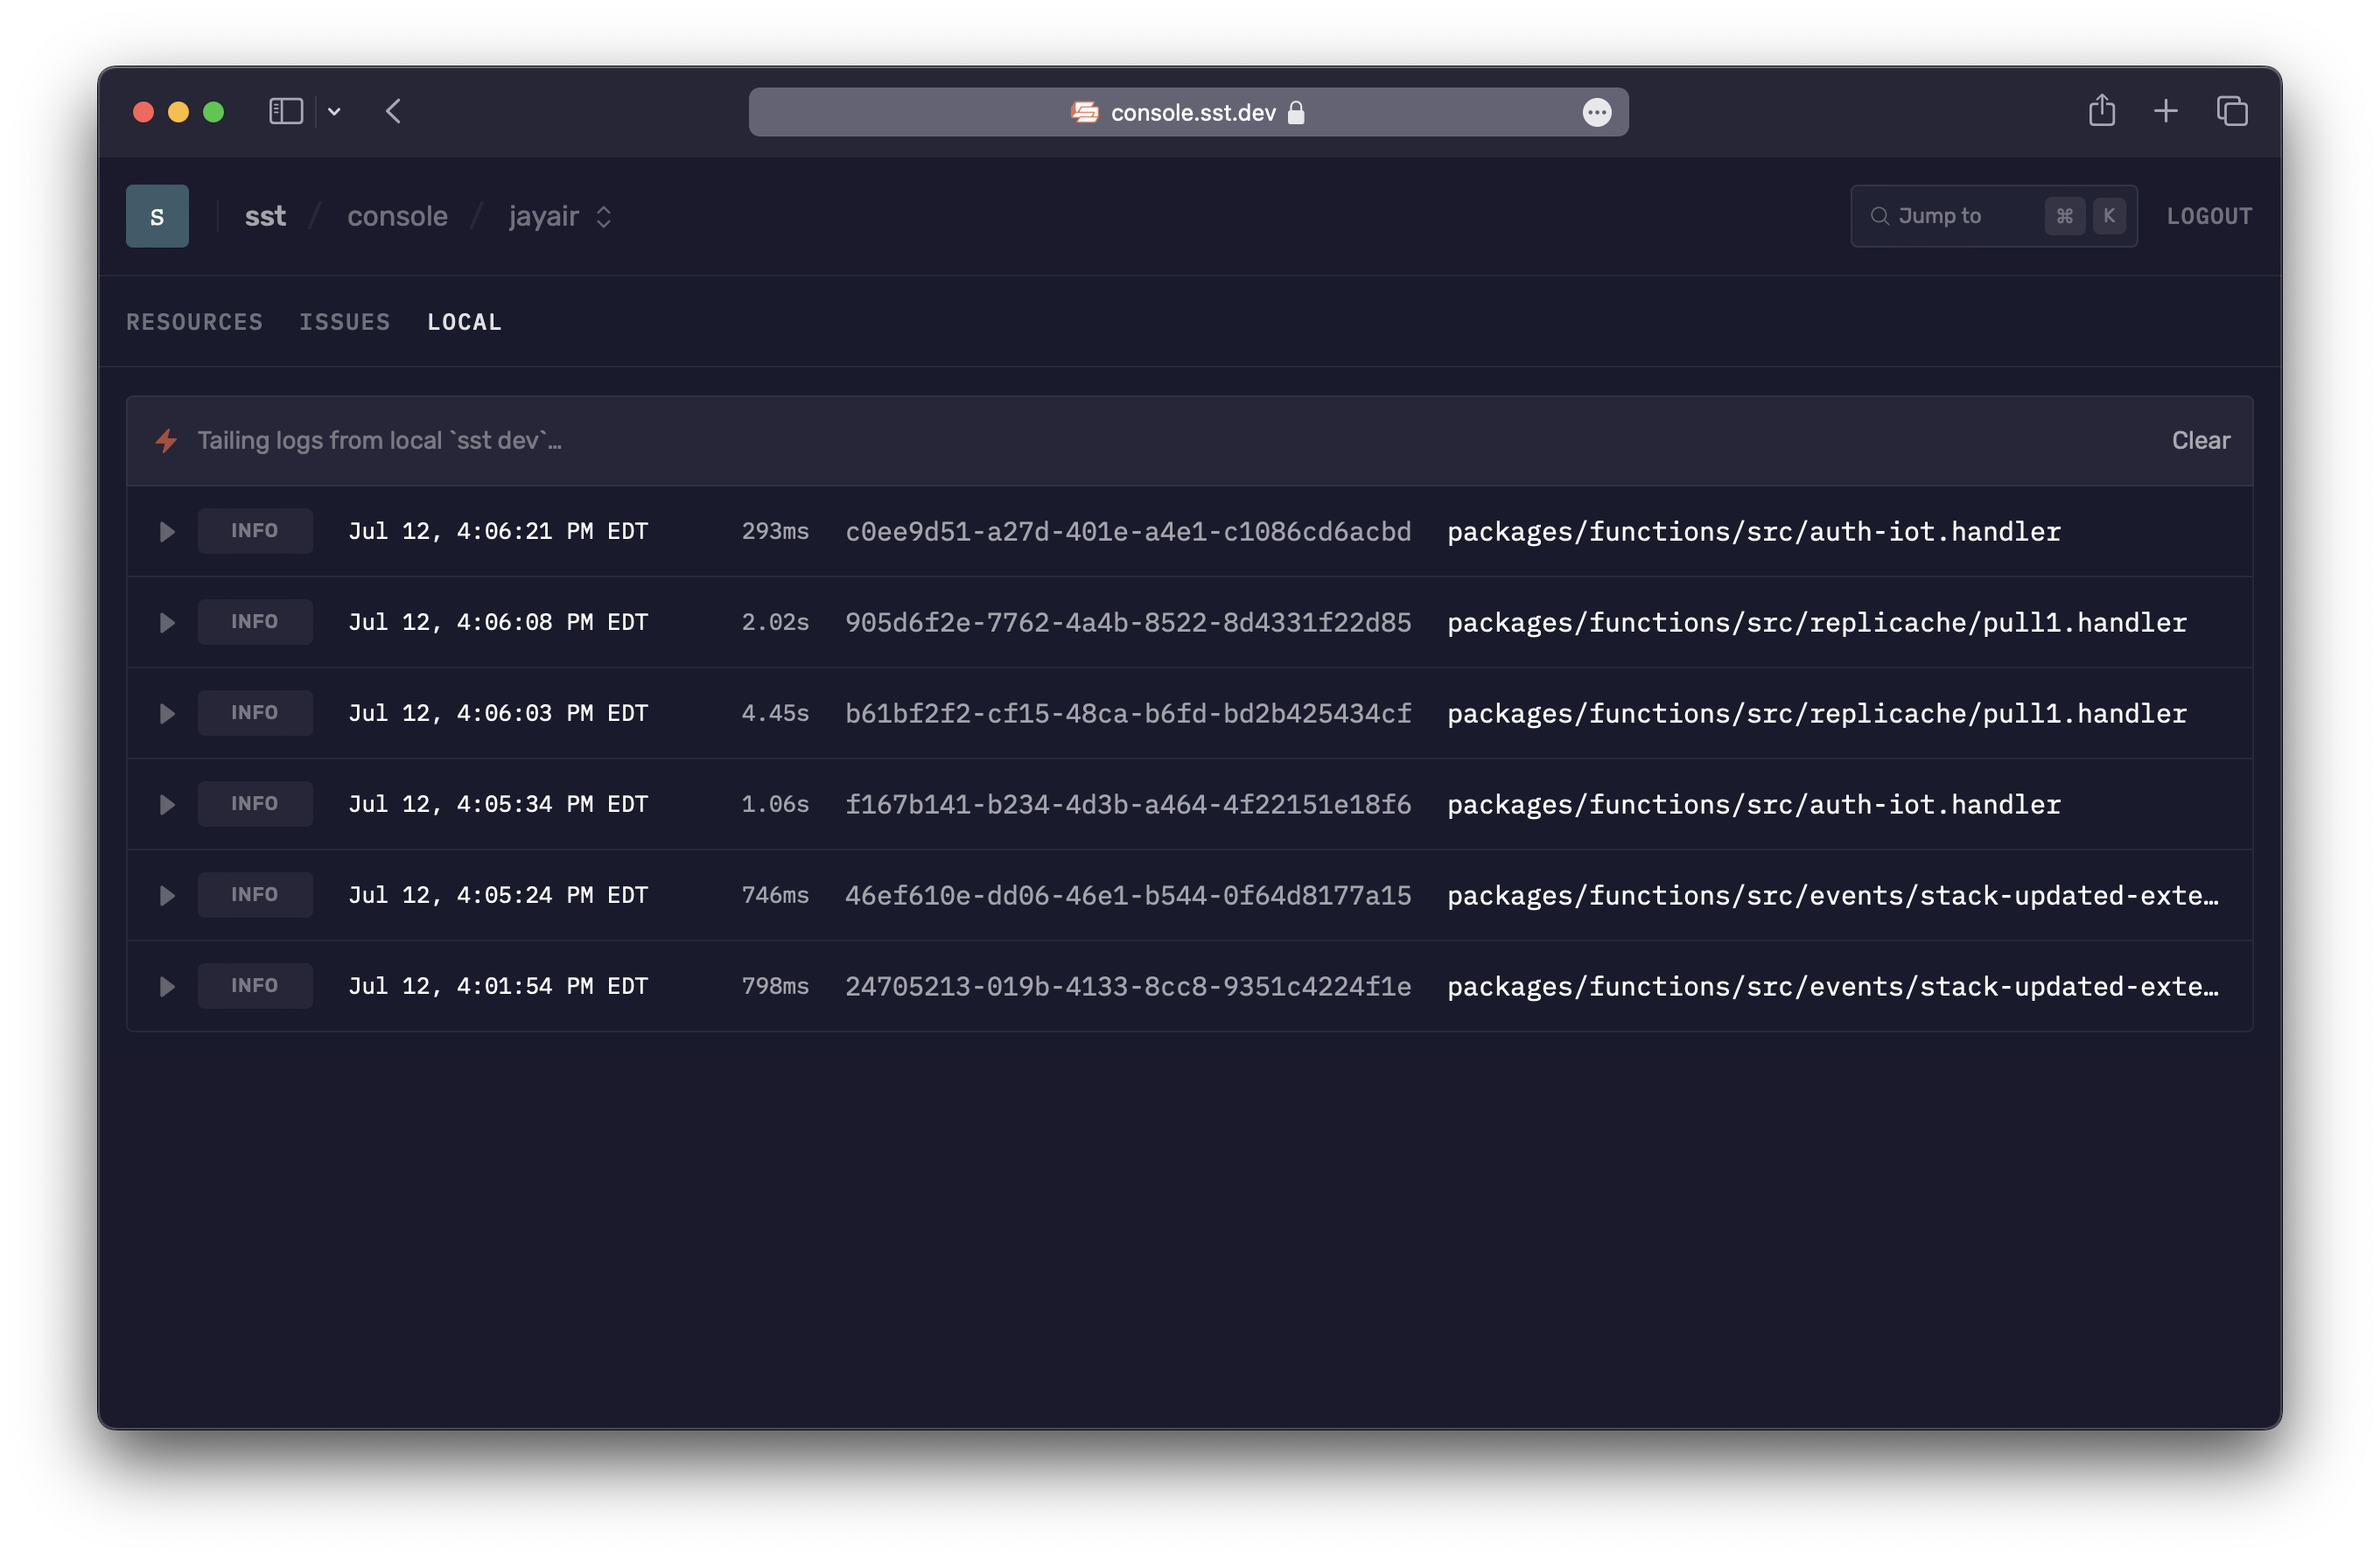 console.sst.dev
S sst / console / jayair Jump to ⌘ K LOGOUT
RESOURCES ISSUES LOCAL
Tailing logs from local `sst dev`… Clear
INFO Jul 12, 4:06:21 PM EDT 293ms c0ee9d51-a27d-401e-a4e1-c1086cd6acbd packages/functions/src/auth-iot.handler
INFO Jul 12, 4:06:08 PM EDT 2.02s 905d6f2e-7762-4a4b-8522-8d4331f22d85 packages/functions/src/replicache/pull1.handler
INFO Jul 12, 4:06:03 PM EDT 4.45s b61bf2f2-cf15-48ca-b6fd-bd2b425434cf packages/functions/src/replicache/pull1.handler
INFO Jul 12, 4:05:34 PM EDT 1.06s f167b141-b234-4d3b-a464-4f22151e18f6 packages/functions/src/auth-iot.handler
INFO Jul 12, 4:05:24 PM EDT 746ms 46ef610e-dd06-46e1-b544-0f64d8177a15 packages/functions/src/events/stack-updated-exte…
INFO Jul 12, 4:01:54 PM EDT 798ms 24705213-019b-4133-8cc8-9351c4224f1e packages/functions/src/events/stack-updated-exte…